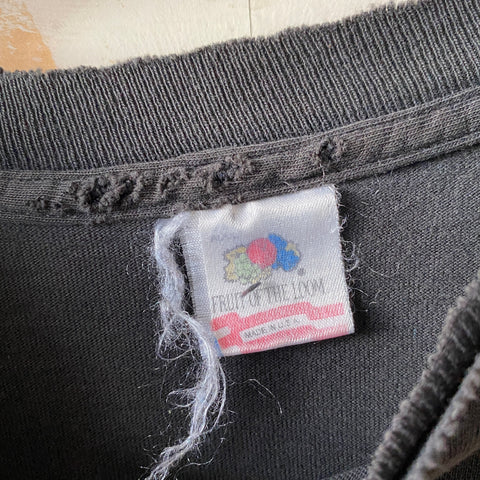 FRUIT OF THE LOOM
®
MADE IN U.S.A.